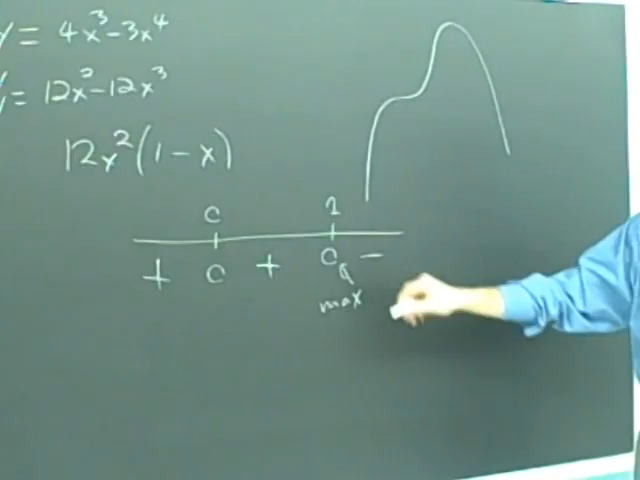 y = 4x³-3x⁴
y' = 12x²-12x³
12x²(1-x)
0 1
+ 0 + 0 -
max